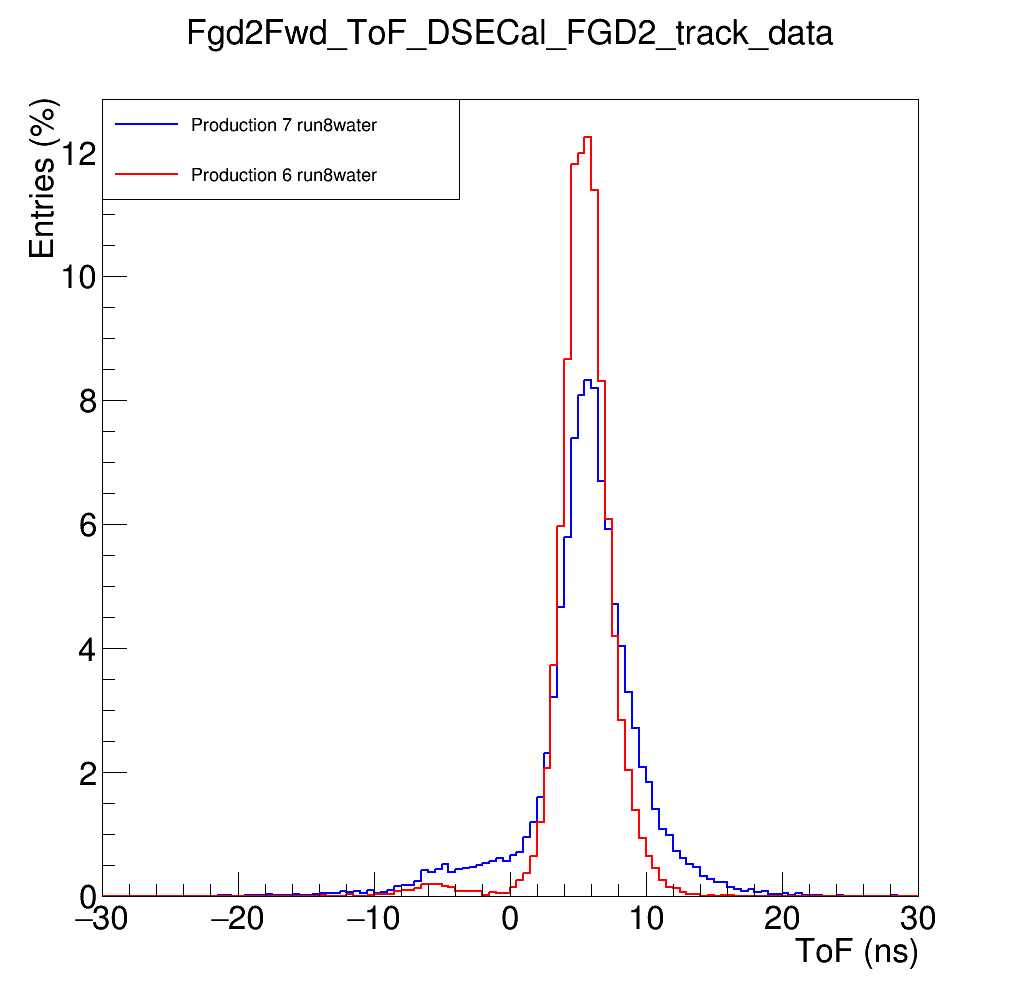 Fgd2Fwd_ToF_DSECal_FGD2_track_data
Entries (%)
Production 7 run8water
Production 6 run8water
12
10
8
6
4
2
0
−30 −20 −10 0 10 20 30
ToF (ns)